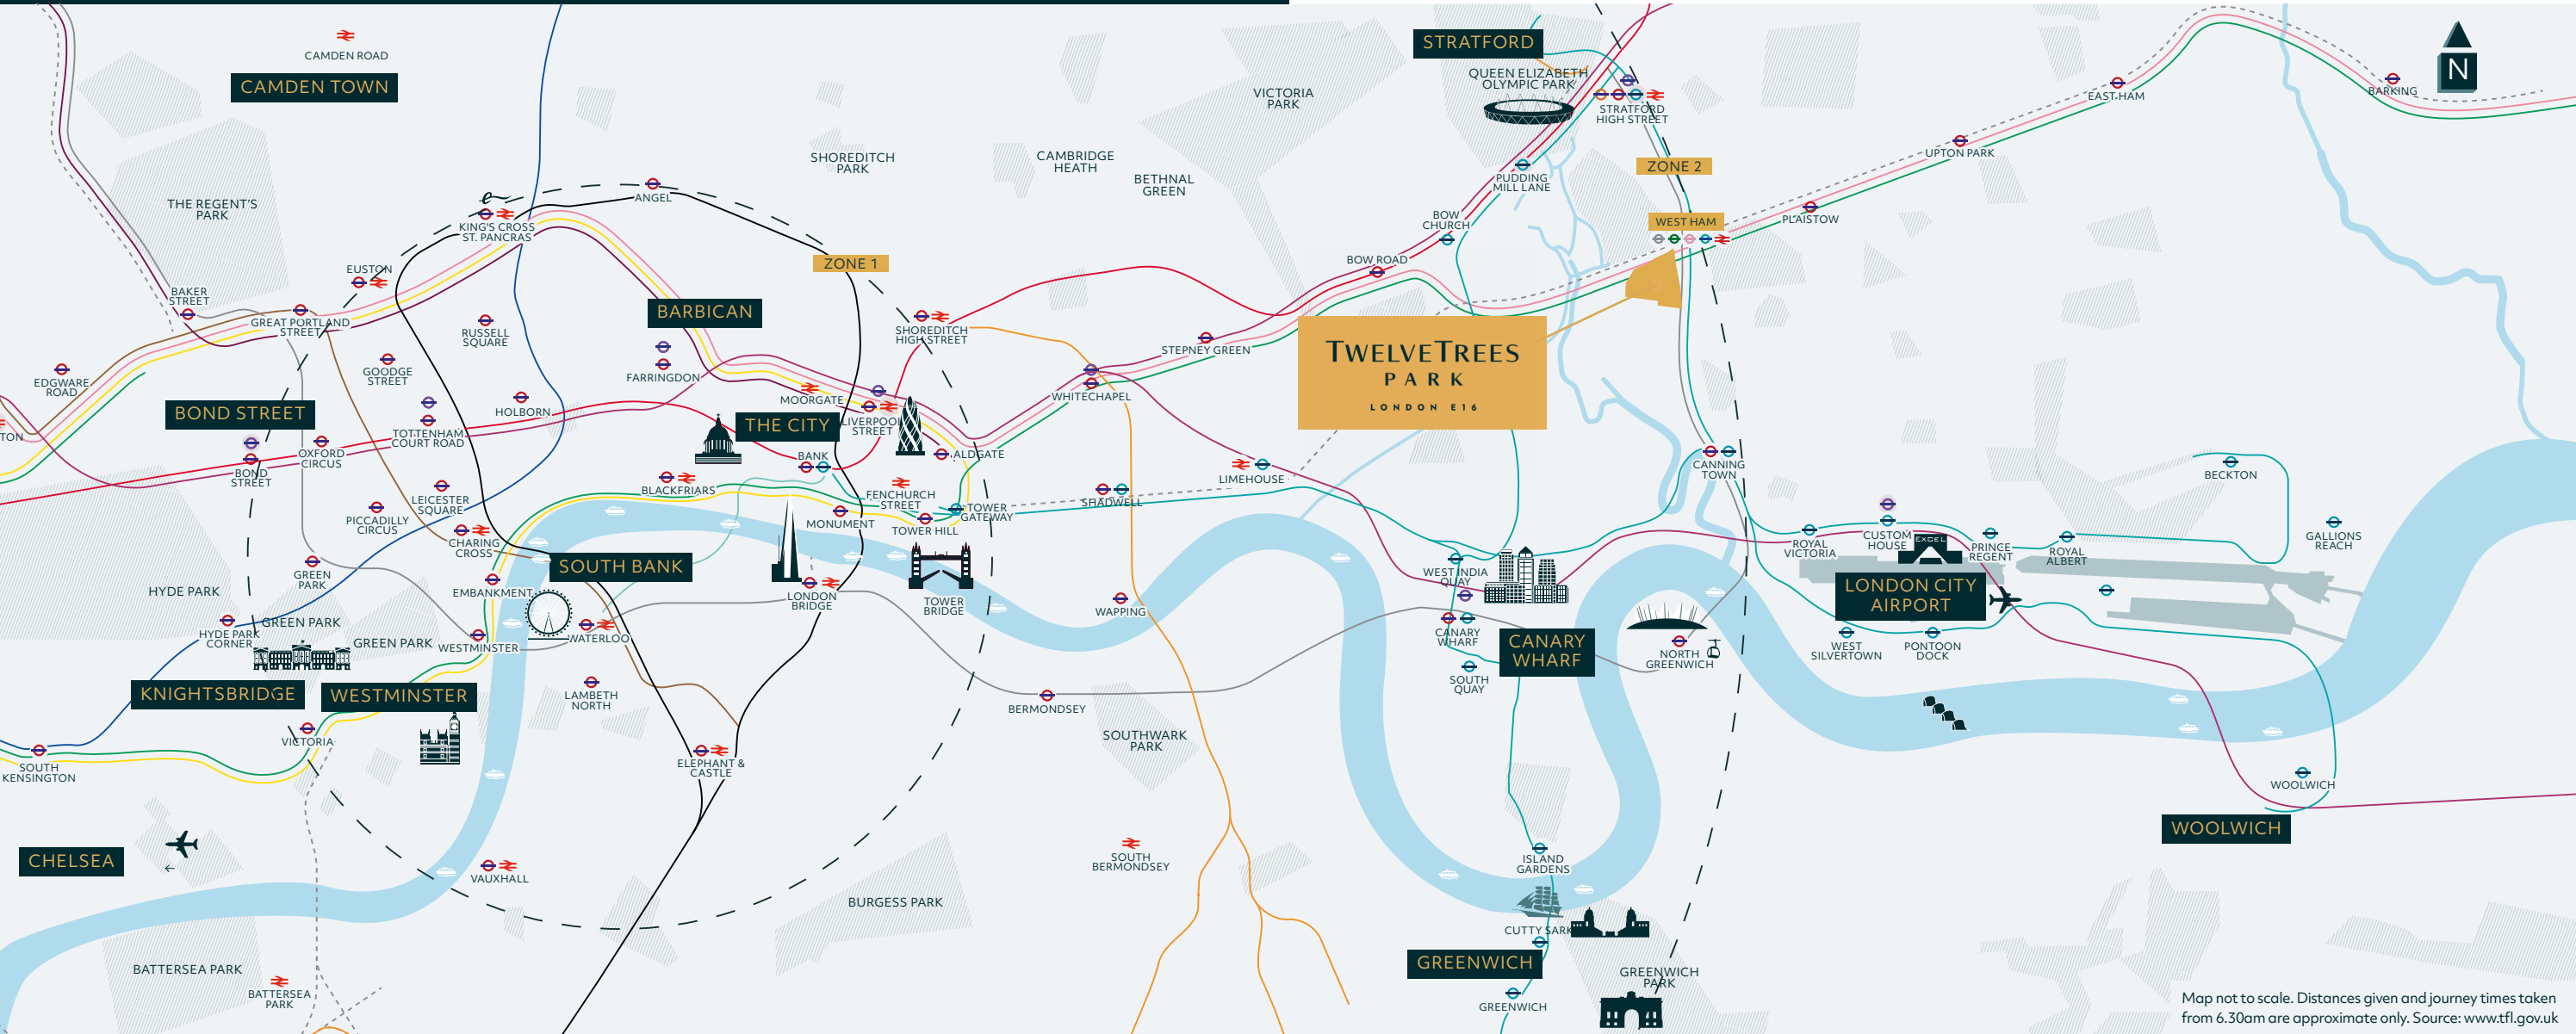 CAMDEN ROAD
CAMDEN TOWN
STRATFORD
QUEEN ELIZABETH
OLYMPIC PARK
STRATFORD
HIGH STREET
VICTORIA
PARK
EAST HAM
BARKING
N
UPTON PARK
ZONE 2
SHOREDITCH
PARK
CAMBRIDGE
HEATH
BETHNAL
GREEN
PUDDING
MILL LANE
THE REGENT'S
PARK
ANGEL
KING'S CROSS
ST. PANCRAS
BOW
CHURCH
WEST HAM
PLAISTOW
EUSTON
ZONE 1
BOW ROAD
BAKER
STREET
GREAT PORTLAND
STREET
RUSSELL
SQUARE
BARBICAN
SHOREDITCH
HIGH STREET
STEPNEY GREEN
TWELVETREES
PARK
LONDON E16
EDGWARE
ROAD
GOODGE
STREET
FARRINGDON
MOORGATE
WHITECHAPEL
BOND STREET
HOLBORN
THE CITY
LIVERPOOL
STREET
TON
TOTTENHAM
COURT ROAD
OXFORD
CIRCUS
BOND
STREET
BANK
ALDGATE
LIMEHOUSE
CANNING
TOWN
BECKTON
BLACKFRIARS
FENCHURCH
STREET
SHADWELL
LEICESTER
SQUARE
PICCADILLY
CIRCUS
MONUMENT
TOWER HILL
TOWER
GATEWAY
CHARING
CROSS
ROYAL
VICTORIA
CUSTOM
HOUSE
EXCEL
PRINCE
REGENT
ROYAL
ALBERT
GALLIONS
REACH
GREEN
PARK
SOUTH BANK
WEST INDIA
QUAY
HYDE PARK
EMBANKMENT
LONDON
BRIDGE
TOWER
BRIDGE
WAPPING
LONDON CITY
AIRPORT
HYDE PARK
CORNER
GREEN PARK
GREEN PARK
WESTMINSTER
WATERLOO
CANARY
WHARF
CANARY
WHARF
NORTH
GREENWICH
WEST
SILVERTOWN
PONTOON
DOCK
KNIGHTSBRIDGE
WESTMINSTER
LAMBETH
NORTH
BERMONDSEY
SOUTH
QUAY
VICTORIA
SOUTHWARK
PARK
SOUTH
KENSINGTON
ELEPHANT &
CASTLE
WOOLWICH
WOOLWICH
CHELSEA
VAUXHALL
SOUTH
BERMONDSEY
ISLAND
GARDENS
BURGESS PARK
CUTTY SARK
GREENWICH
GREENWICH
PARK
BATTERSEA PARK
BATTERSEA
PARK
GREENWICH
Map not to scale. Distances given and journey times taken
from 6.30am are approximate only. Source: www.tfl.gov.uk